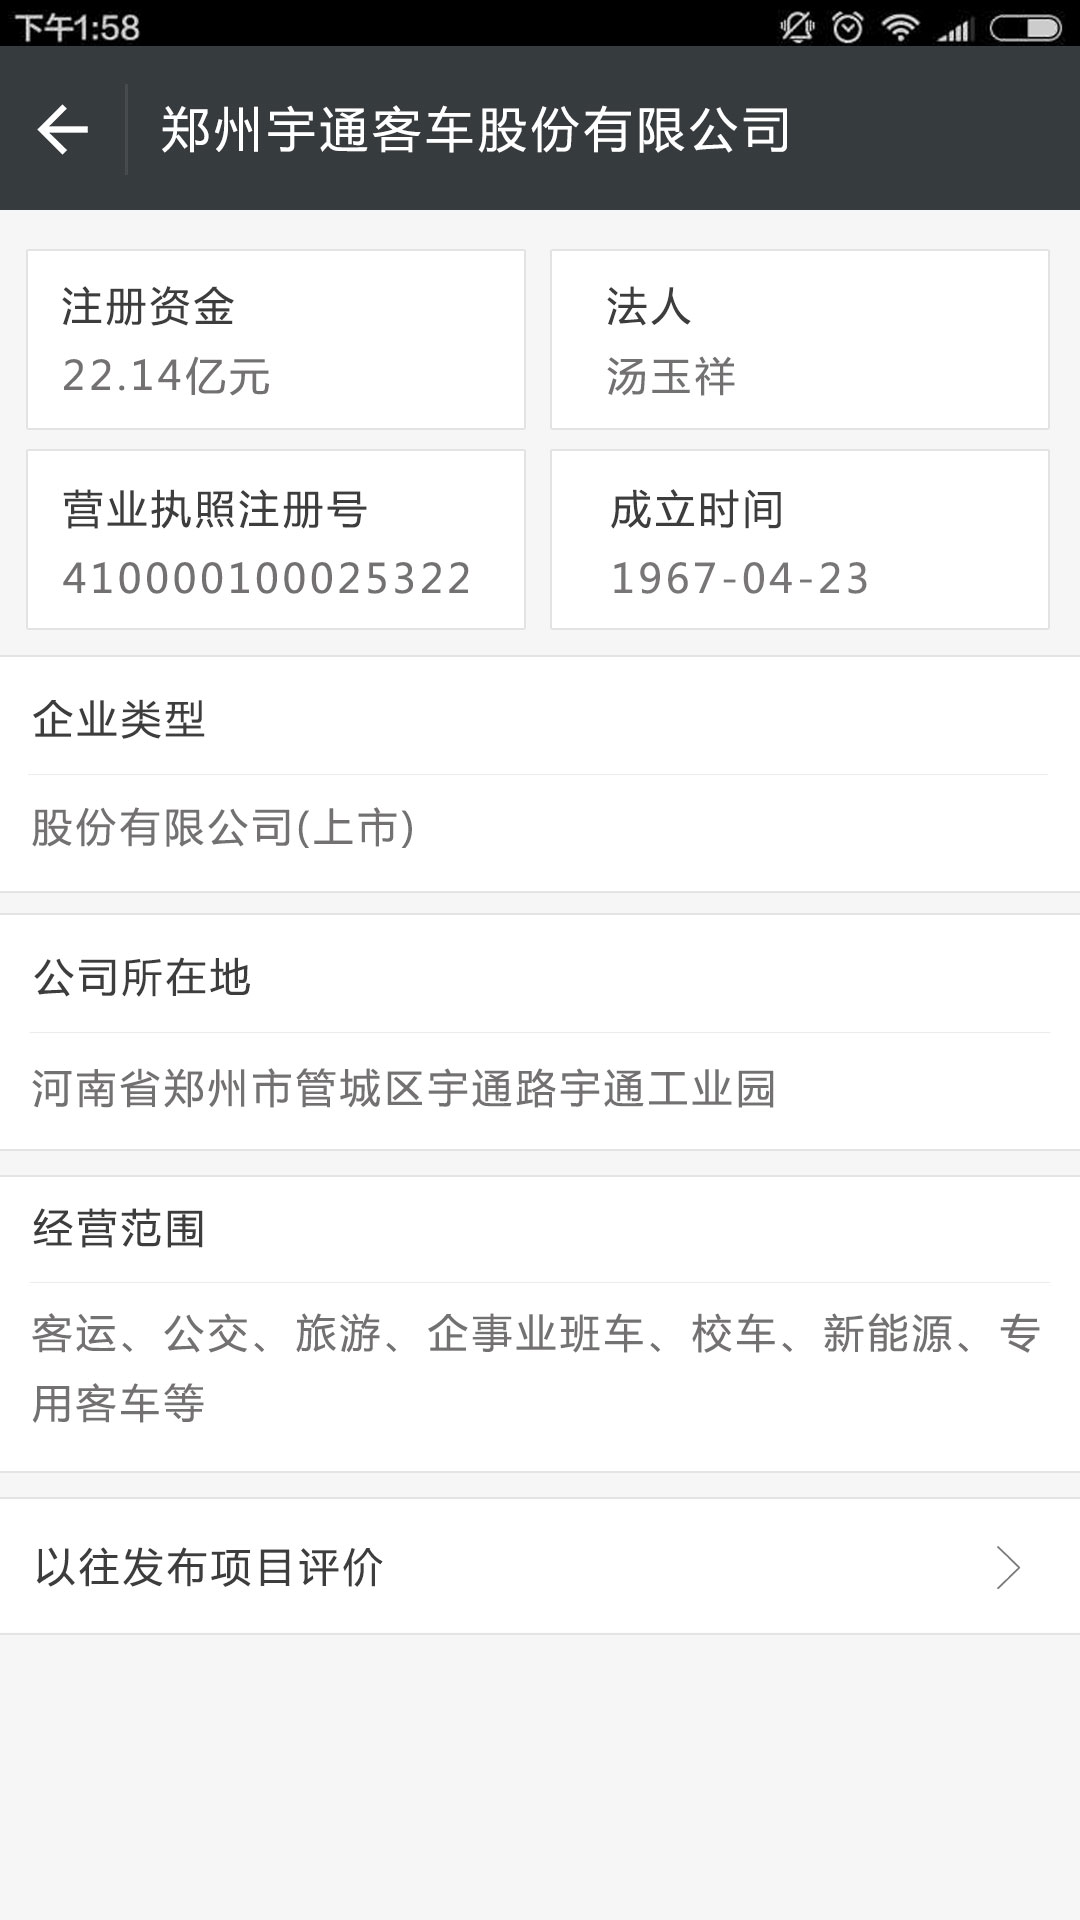 下午1:58
郑州宇通客车股份有限公司
注册资金
22.14亿元
法人
汤玉祥
营业执照注册号
410000100025322
成立时间
1967-04-23
企业类型
股份有限公司(上市)
公司所在地
河南省郑州市管城区宇通路宇通工业园
经营范围
客运、公交、旅游、企事业班车、校车、新能源、专
用客车等
以往发布项目评价